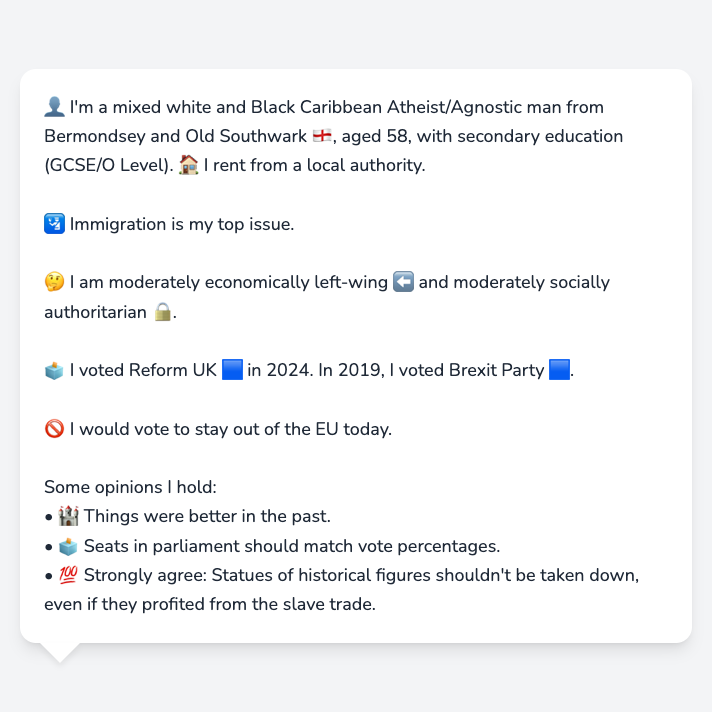 👤 I'm a mixed white and Black Caribbean Atheist/Agnostic man from
Bermondsey and Old Southwark 🏴󠁧󠁢󠁥󠁮󠁧󠁿, aged 58, with secondary education
(GCSE/O Level). 🏠 I rent from a local authority.
🛂 Immigration is my top issue.
🤔 I am moderately economically left-wing ⬅️ and moderately socially
authoritarian 🔒.
🗳️ I voted Reform UK 🟦 in 2024. In 2019, I voted Brexit Party 🟦.
🚫 I would vote to stay out of the EU today.
Some opinions I hold:
• 🏰 Things were better in the past.
• 🗳️ Seats in parliament should match vote percentages.
• 💯 Strongly agree: Statues of historical figures shouldn't be taken down,
even if they profited from the slave trade.